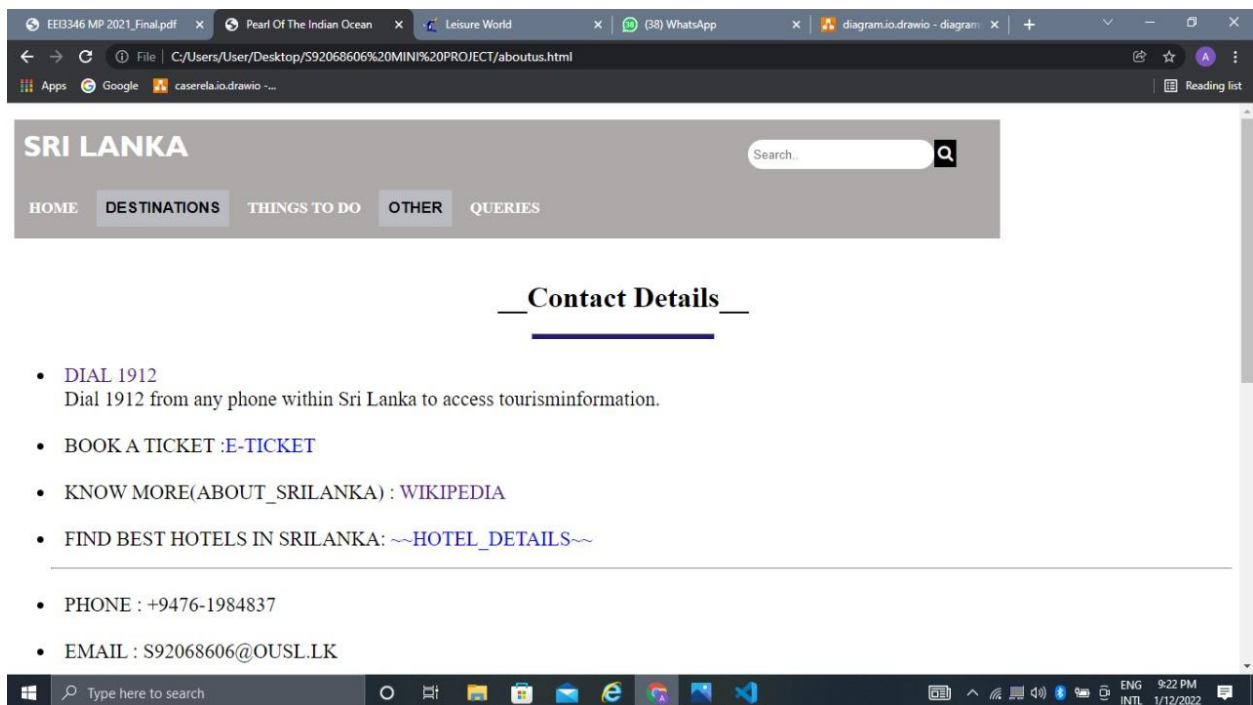 EEI3346 MP 2021_Final.pdf
Pearl Of The Indian Ocean
Leisure World
(38) WhatsApp
diagram.io.drawio - diagram
File | C:/Users/User/Desktop/S92068606%20MINI%20PROJECT/aboutus.html
A
Apps
Google
caserela.io.drawio -...
Reading list
SRI LANKA
Search..
HOME
DESTINATIONS
THINGS TO DO
OTHER
QUERIES
__Contact Details__
DIAL 1912
Dial 1912 from any phone within Sri Lanka to access tourisminformation.
BOOK A TICKET :E-TICKET
KNOW MORE(ABOUT_SRILANKA) : WIKIPEDIA
FIND BEST HOTELS IN SRILANKA: ~~HOTEL_DETAILS~~
PHONE : +9476-1984837
EMAIL : S92068606@OUSL.LK
Type here to search
ENG
INTL
9:22 PM
1/12/2022